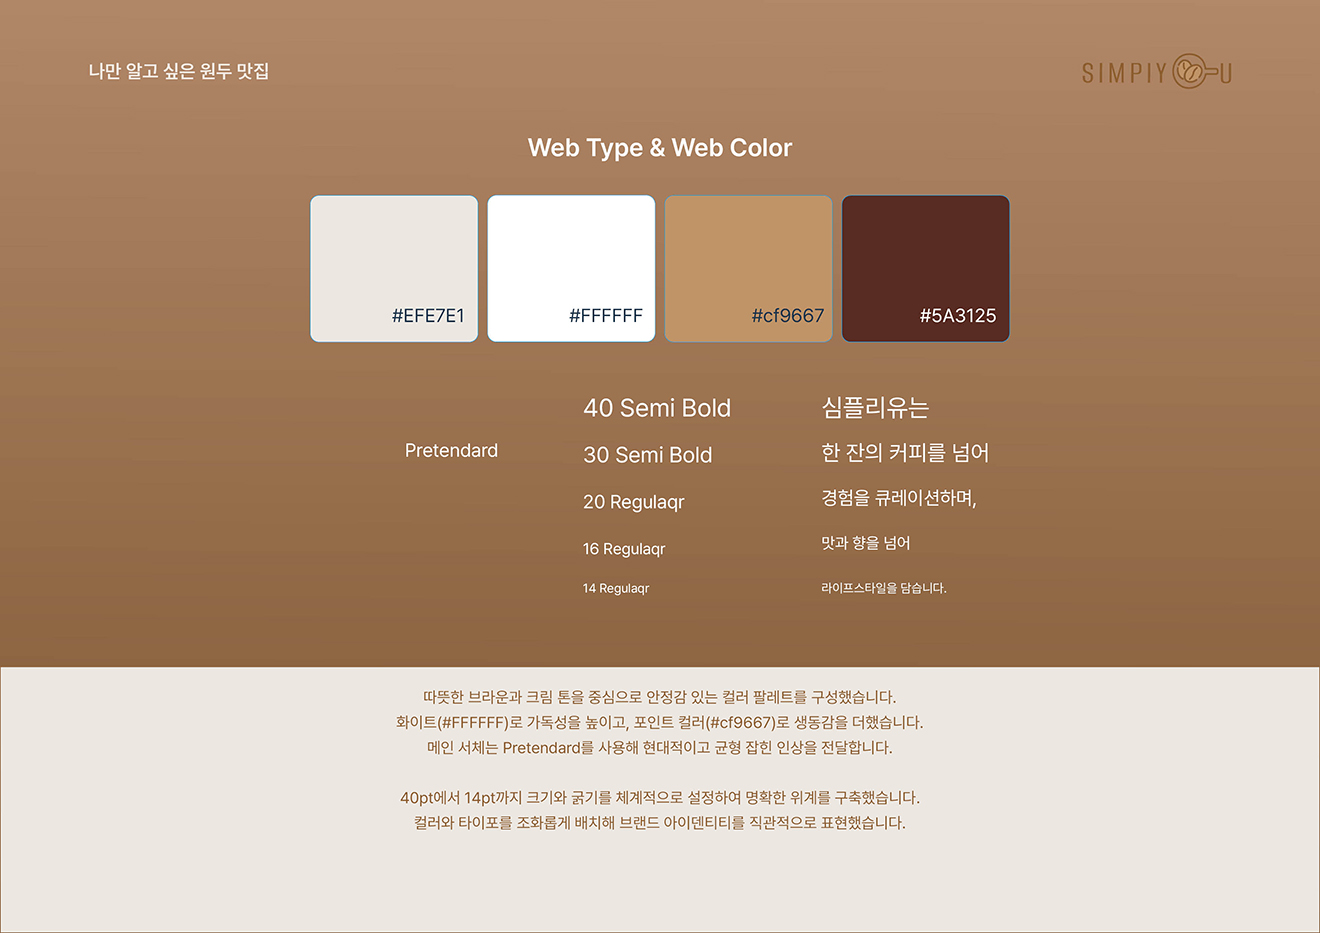 나만 알고 싶은 원두 맛집
SIMPIY U
Web Type & Web Color
#EFE7E1
#FFFFFF
#cf9667
#5A3125
Pretendard
40 Semi Bold
30 Semi Bold
20 Regulaqr
16 Regulaqr
14 Regulaqr
심플리유는
한 잔의 커피를 넘어
경험을 큐레이션하며,
맛과 향을 넘어
라이프스타일을 담습니다.
따뜻한 브라운과 크림 톤을 중심으로 안정감 있는 컬러 팔레트를 구성했습니다.
화이트(#FFFFFF)로 가독성을 높이고, 포인트 컬러(#cf9667)로 생동감을 더했습니다.
메인 서체는 Pretendard를 사용해 현대적이고 균형 잡힌 인상을 전달합니다.
40pt에서 14pt까지 크기와 굵기를 체계적으로 설정하여 명확한 위계를 구축했습니다.
컬러와 타이포를 조화롭게 배치해 브랜드 아이덴티티를 직관적으로 표현했습니다.